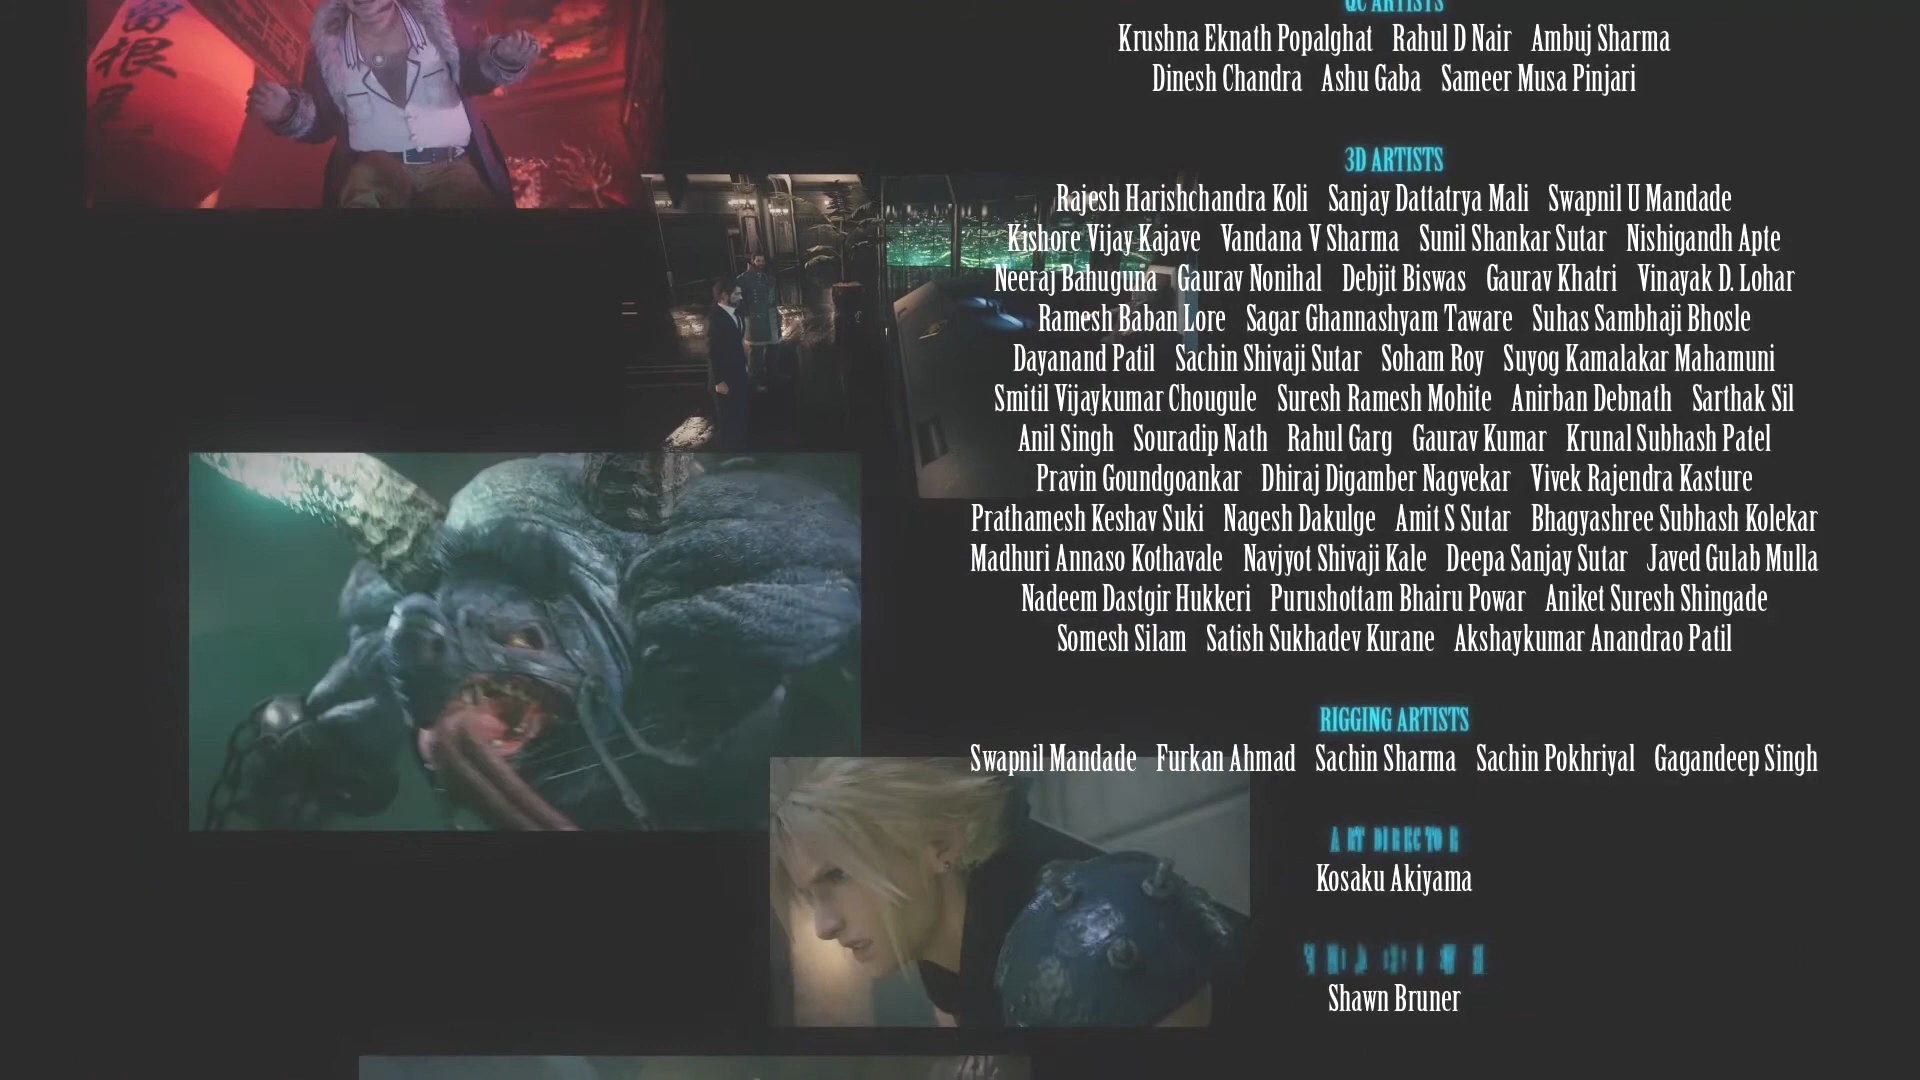 QC ARTISTS
Krushna Eknath Popalghat Rahul D Nair Ambuj Sharma
Dinesh Chandra Ashu Gaba Sameer Musa Pinjari
3D ARTISTS
Rajesh Harishchandra Koli Sanjay Dattatrya Mali Swapnil U Mandade
Kishore Vijay Kajave Vandana V Sharma Sunil Shankar Sutar Nishigandh Apte
Neeraj Bahuguna Gaurav Nonihal Debjit Biswas Gaurav Khatri Vinayak D. Lohar
Ramesh Baban Lore Sagar Ghannashyam Taware Suhas Sambhaji Bhosle
Dayanand Patil Sachin Shivaji Sutar Soham Roy Suyog Kamalakar Mahamuni
Smitil Vijaykumar Chougule Suresh Ramesh Mohite Anirban Debnath Sarthak Sil
Anil Singh Souradip Nath Rahul Garg Gaurav Kumar Krunal Subhash Patel
Pravin Goundgoankar Dhiraj Digamber Nagvekar Vivek Rajendra Kasture
Prathamesh Keshav Suki Nagesh Dakulge Amit S Sutar Bhagyashree Subhash Kolekar
Madhuri Annaso Kothavale Navjyot Shivaji Kale Deepa Sanjay Sutar Javed Gulab Mulla
Nadeem Dastgir Hukkeri Purushottam Bhairu Powar Aniket Suresh Shingade
Somesh Silam Satish Sukhadev Kurane Akshaykumar Anandrao Patil
RIGGING ARTISTS
Swapnil Mandade Furkan Ahmad Sachin Sharma Sachin Pokhriyal Gagandeep Singh
ART DIRECTOR
Kosaku Akiyama
Shawn Bruner